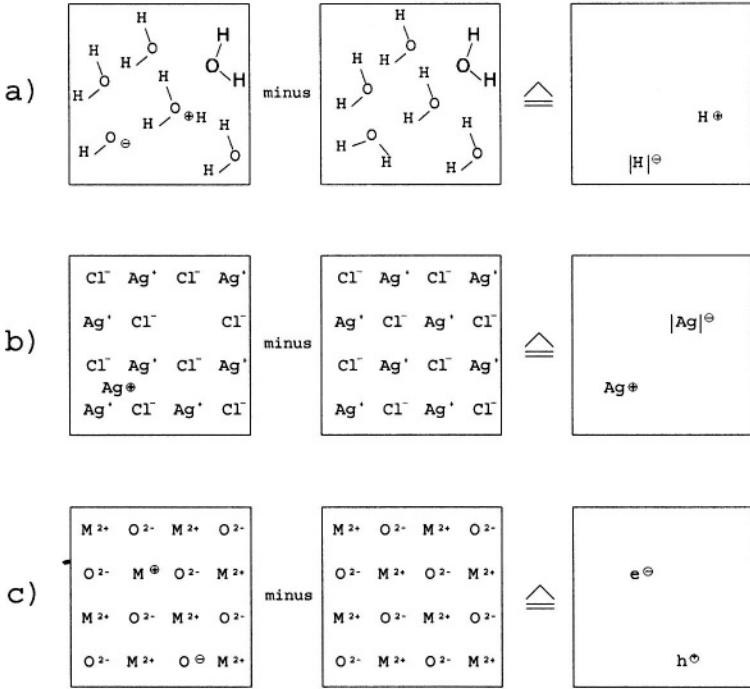 a)
H
H
H O
H
O H
H
O
H
O
H ⊕ H
H
O ⊖
H
O
H
minus
H
H
O
H H
O
H
H
O
H
O
H
H
O
H H
O
H
≙
H⊕
|H|⊖
b)
Cl⁻ Ag⁺ Cl⁻ Ag⁺
Ag⁺ Cl⁻ Cl⁻
Cl⁻ Ag⁺ Cl⁻ Ag⁺
Ag⊕
Ag⁺ Cl⁻ Ag⁺ Cl⁻
minus
Cl⁻ Ag⁺ Cl⁻ Ag⁺
Ag⁺ Cl⁻ Ag⁺ Cl⁻
Cl⁻ Ag⁺ Cl⁻ Ag⁺
Ag⁺ Cl⁻ Ag⁺ Cl⁻
≙
|Ag|⊖
Ag⊕
c)
M²⁺ O²⁻ M²⁺ O²⁻
O²⁻ M⊕ O²⁻ M²⁺
M²⁺ O²⁻ M²⁺ O²⁻
O²⁻ M²⁺ O⊖ M²⁺
minus
M²⁺ O²⁻ M²⁺ O²⁻
O²⁻ M²⁺ O²⁻ M²⁺
M²⁺ O²⁻ M²⁺ O²⁻
O²⁻ M²⁺ O²⁻ M²⁺
≙
e⊖
h⊕